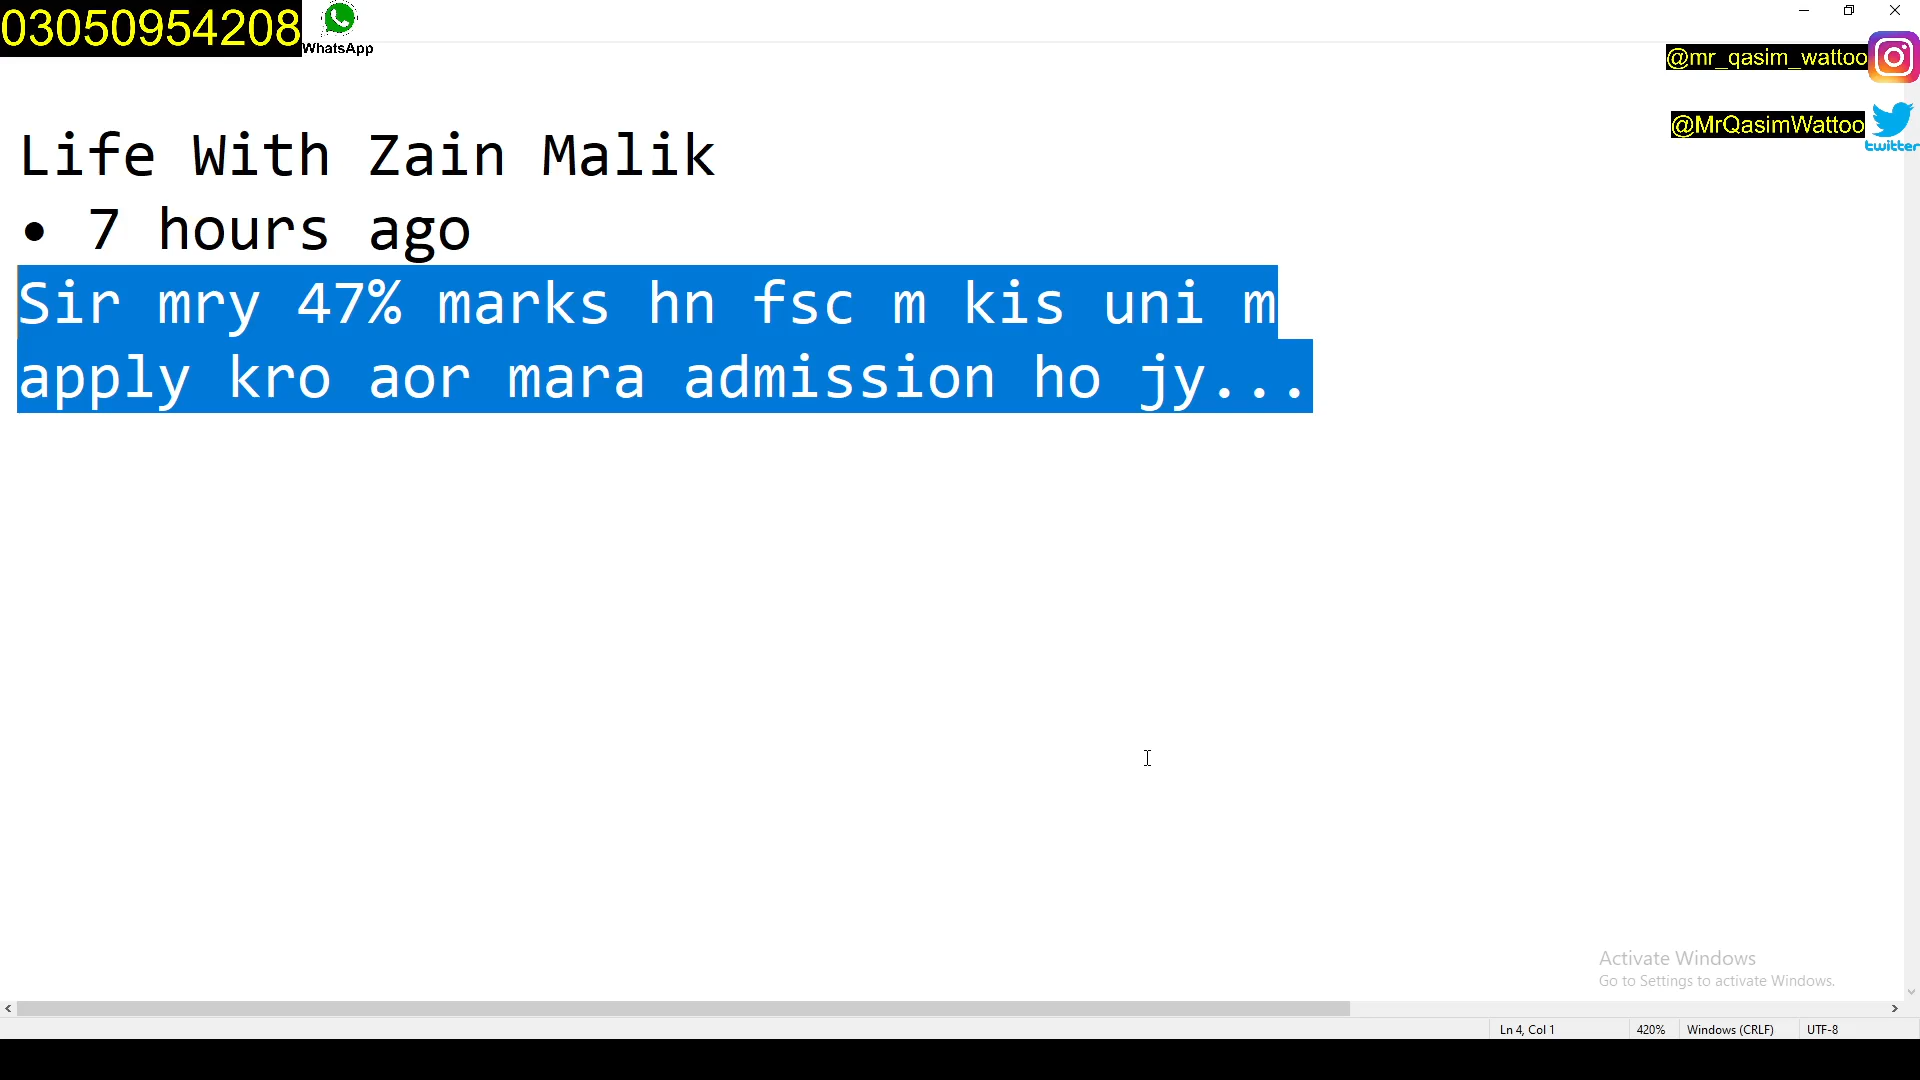 03050954208
WhatsApp
@mr_qasim_wattoo
@MrQasimWattoo
twitter
Life With Zain Malik
• 7 hours ago
Sir mry 47% marks hn fsc m kis uni m
apply kro aor mara admission ho jy...
Activate Windows
Go to Settings to activate Windows.
Ln 4, Col 1
420%
Windows (CRLF)
UTF-8